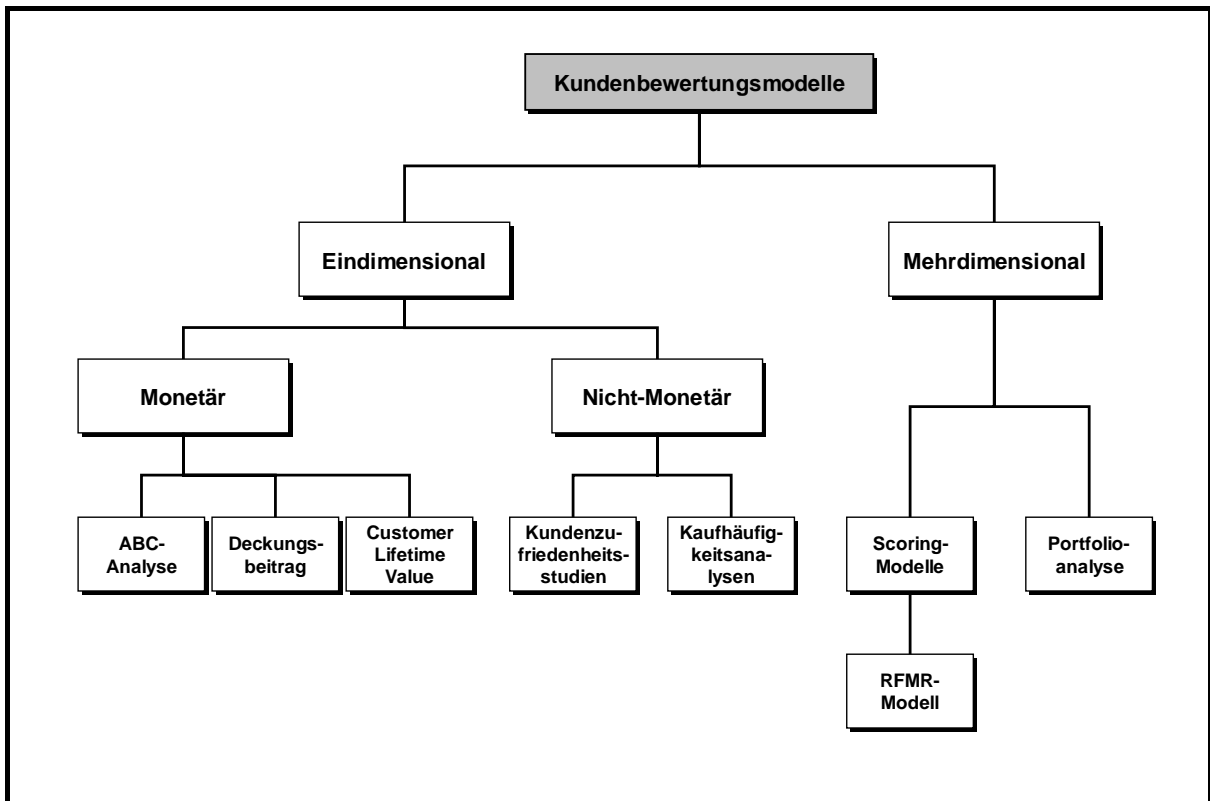 Kundenbewertungsmodelle
Eindimensional
Mehrdimensional
Monetär
Nicht-Monetär
ABC-
Analyse
Deckungs-
beitrag
Customer
Lifetime
Value
Kundenzu-
friedenheits-
studien
Kaufhäufig-
keitsana-
lysen
Scoring-
Modelle
Portfolio-
analyse
RFMR-
Modell